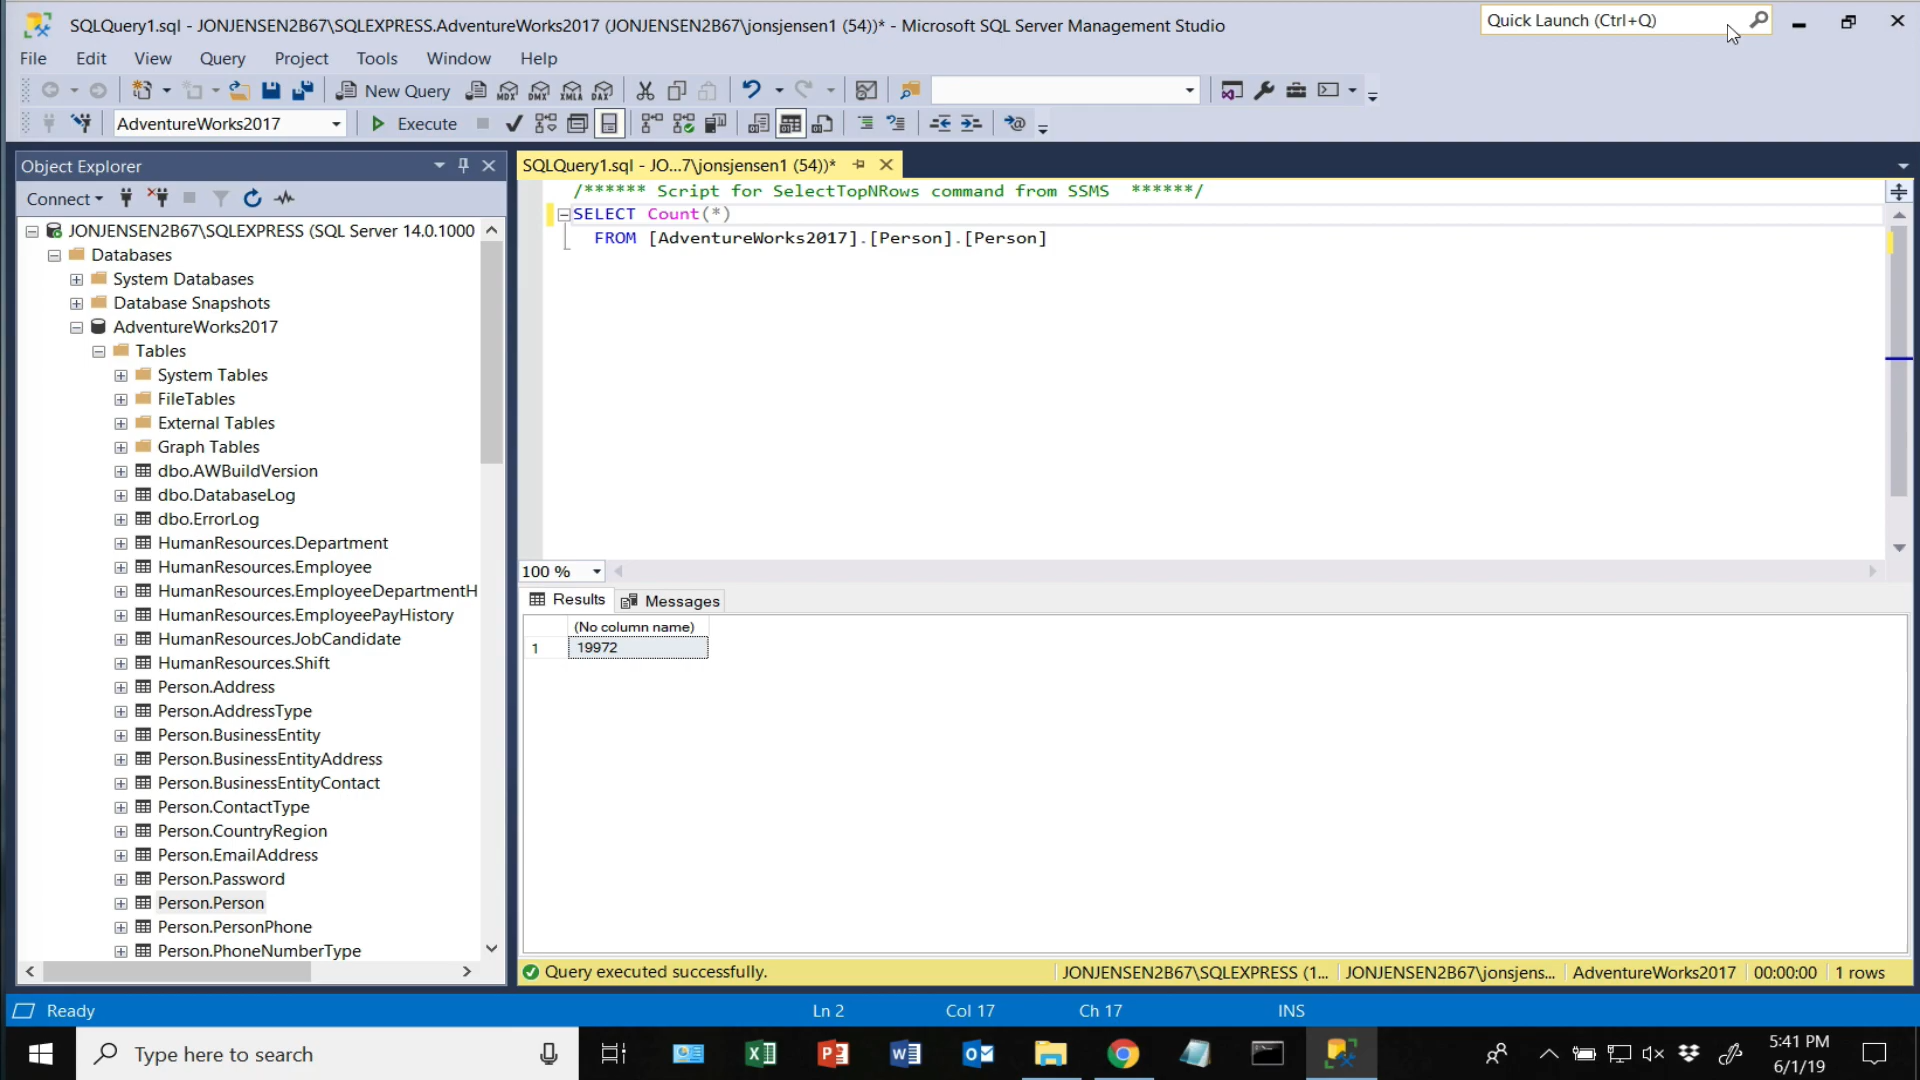 SQLQuery1.sql - JONJENSEN2B67\SQLEXPRESS.AdventureWorks2017 (JONJENSEN2B67\jonsjensen1 (54))* - Microsoft SQL Server Management Studio
Quick Launch (Ctrl+Q)
File Edit View Query Project Tools Window Help
New Query
MDX DMX XMLA DAX
AdventureWorks2017
Execute
Object Explorer
SQLQuery1.sql - JO...7\jonsjensen1 (54))*
Connect
/****** Script for SelectTopNRows command from SSMS ******/
SELECT Count(*)
FROM [AdventureWorks2017].[Person].[Person]
JONJENSEN2B67\SQLEXPRESS (SQL Server 14.0.1000
Databases
System Databases
Database Snapshots
AdventureWorks2017
Tables
System Tables
FileTables
External Tables
Graph Tables
dbo.AWBuildVersion
dbo.DatabaseLog
dbo.ErrorLog
HumanResources.Department
HumanResources.Employee
HumanResources.EmployeeDepartmentH
HumanResources.EmployeePayHistory
HumanResources.JobCandidate
HumanResources.Shift
Person.Address
Person.AddressType
Person.BusinessEntity
Person.BusinessEntityAddress
Person.BusinessEntityContact
Person.ContactType
Person.CountryRegion
Person.EmailAddress
Person.Password
Person.Person
Person.PersonPhone
Person.PhoneNumberType
100 %
Results Messages
(No column name)
1 19972
Query executed successfully.
JONJENSEN2B67\SQLEXPRESS (1... JONJENSEN2B67\jonsjens... AdventureWorks2017 00:00:00 1 rows
Ready Ln 2 Col 17 Ch 17 INS
Type here to search
5:41 PM
6/1/19